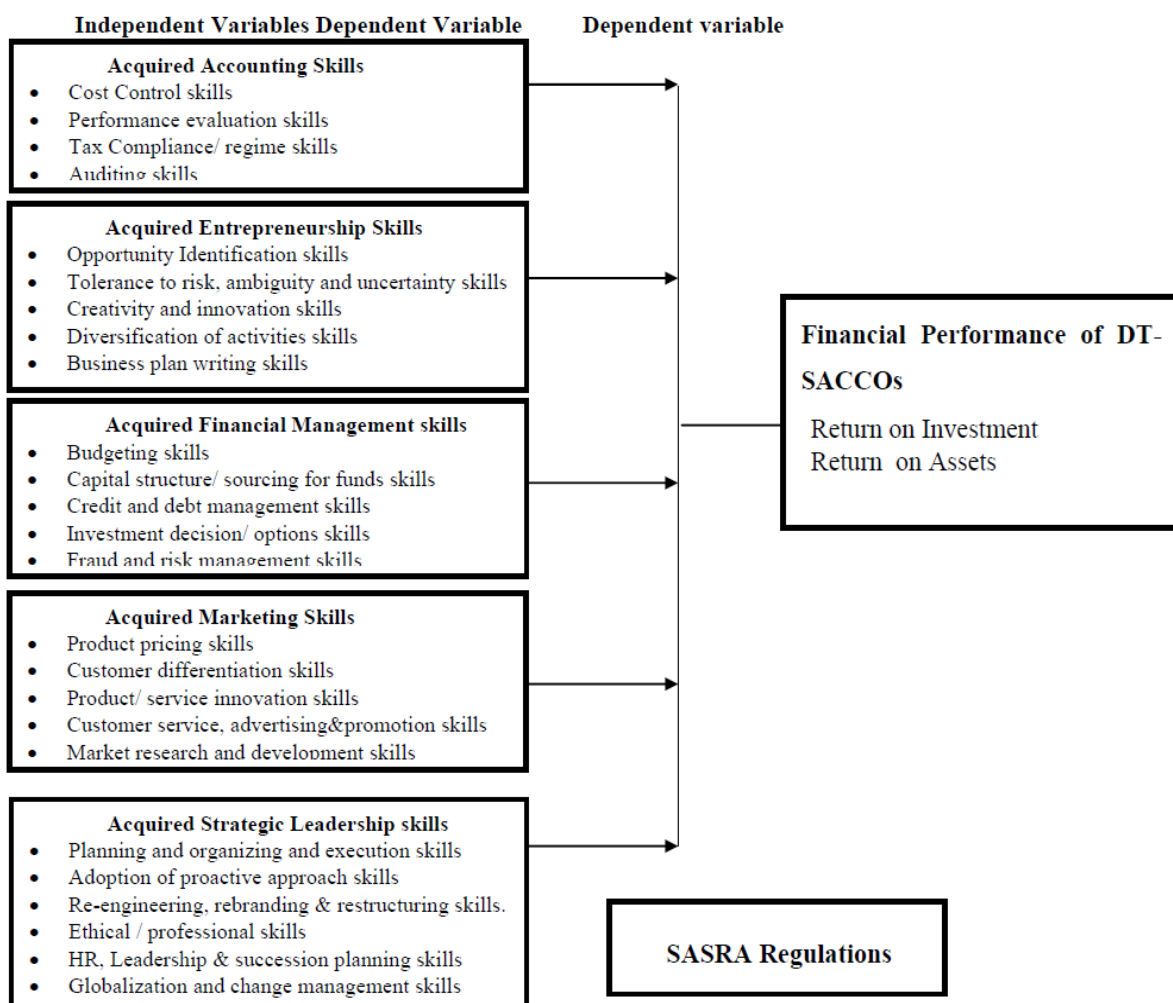 Independent Variables Dependent Variable
Dependent variable
Acquired Accounting Skills
• Cost Control skills
• Performance evaluation skills
• Tax Compliance/ regime skills
• Auditing skills
Acquired Entrepreneurship Skills
• Opportunity Identification skills
• Tolerance to risk, ambiguity and uncertainty skills
• Creativity and innovation skills
• Diversification of activities skills
• Business plan writing skills
Acquired Financial Management skills
• Budgeting skills
• Capital structure/ sourcing for funds skills
• Credit and debt management skills
• Investment decision/ options skills
• Fraud and risk management skills
Acquired Marketing Skills
• Product pricing skills
• Customer differentiation skills
• Product/ service innovation skills
• Customer service, advertising&promotion skills
• Market research and development skills
Acquired Strategic Leadership skills
• Planning and organizing and execution skills
• Adoption of proactive approach skills
• Re-engineering, rebranding & restructuring skills.
• Ethical / professional skills
• HR, Leadership & succession planning skills
• Globalization and change management skills
Financial Performance of DT-
SACCOs
Return on Investment
Return on Assets
SASRA Regulations